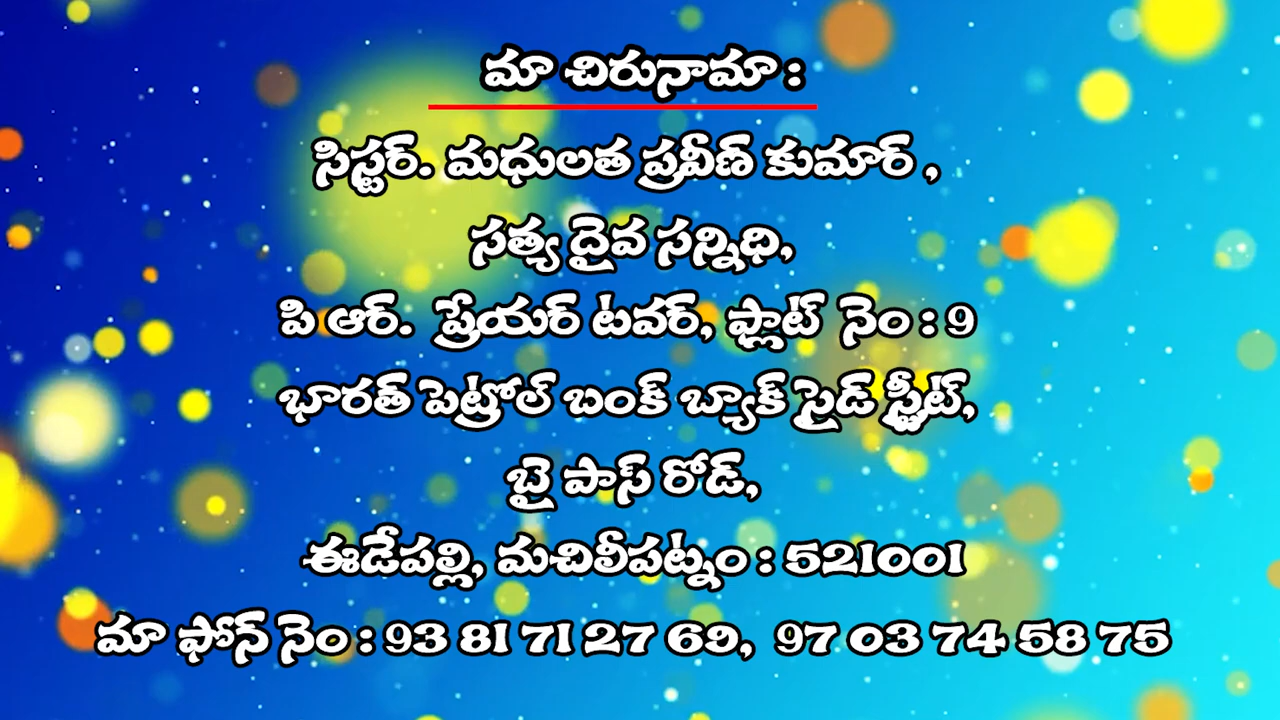 మా చిరునామా :
సిస్టర్. మధులత ప్రవీణ్ కుమార్ ,
సత్య దైవ సన్నిధి,
పి ఆర్. ప్రేయర్ టవర్, ఫ్లాట్ నెం : 9
భారత్ పెట్రోల్ బంక్ బ్యాక్ సైడ్ స్ట్రీట్,
బై పాస్ రోడ్,
ఈడేపల్లి, మచిలీపట్నం : 521001
మా ఫోన్ నెం : 93 81 71 27 69, 97 03 74 58 75